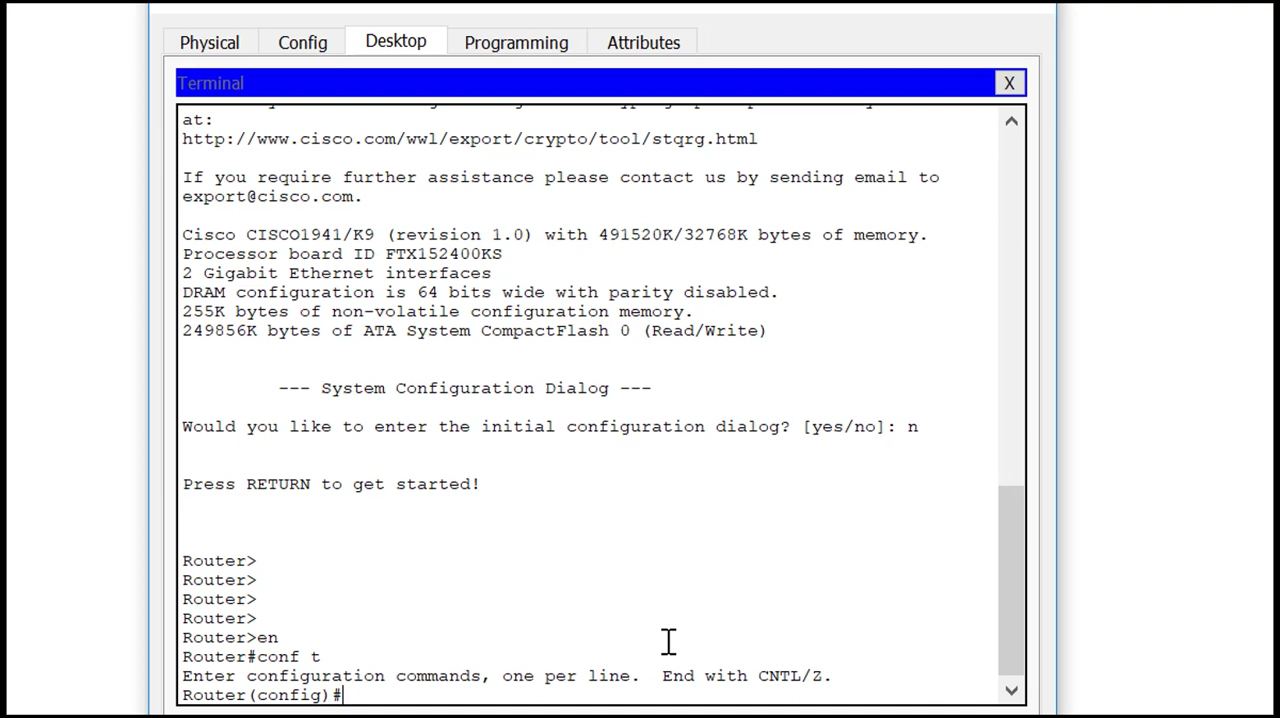 Physical Config Desktop Programming Attributes
Terminal X
at:
http://www.cisco.com/wwl/export/crypto/tool/stqrg.html
If you require further assistance please contact us by sending email to
export@cisco.com.
Cisco CISCO1941/K9 (revision 1.0) with 491520K/32768K bytes of memory.
Processor board ID FTX152400KS
2 Gigabit Ethernet interfaces
DRAM configuration is 64 bits wide with parity disabled.
255K bytes of non-volatile configuration memory.
249856K bytes of ATA System CompactFlash 0 (Read/Write)
--- System Configuration Dialog ---
Would you like to enter the initial configuration dialog? [yes/no]: n
Press RETURN to get started!
Router>
Router>
Router>
Router>
Router>en
Router#conf t
Enter configuration commands, one per line.  End with CNTL/Z.
Router(config)#